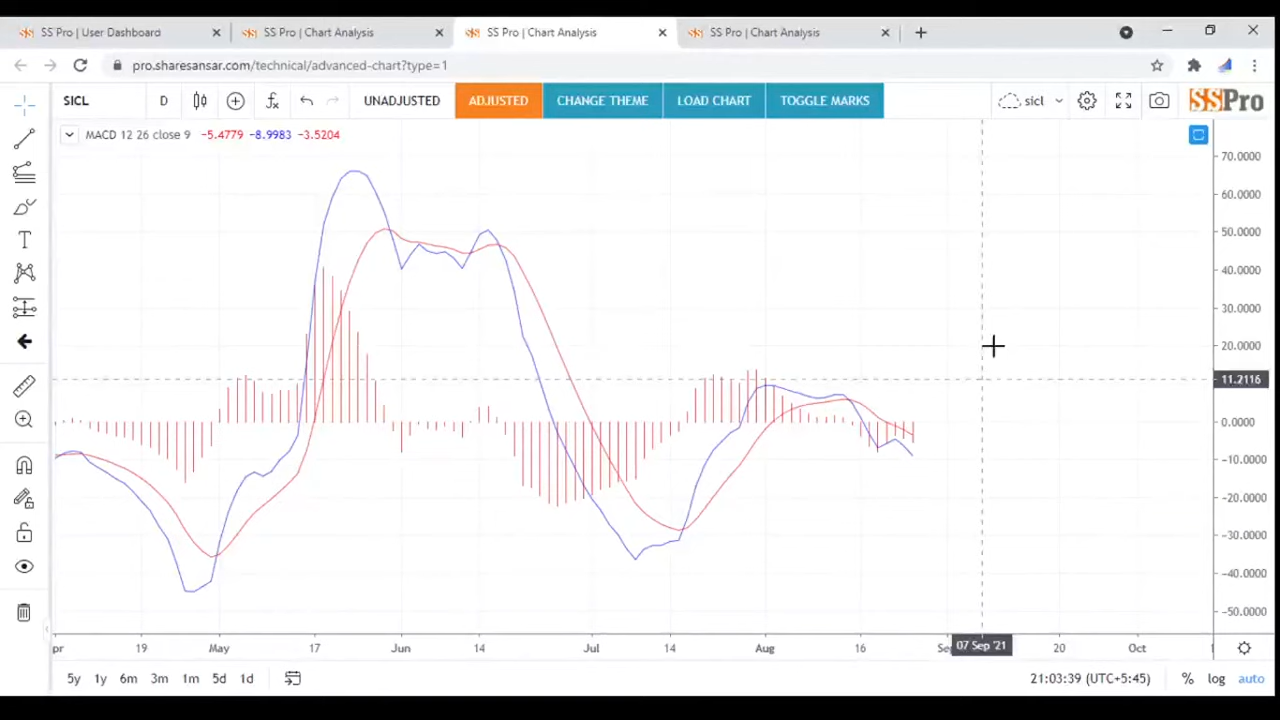 SS Pro | User Dashboard
SS Pro | Chart Analysis
SS Pro | Chart Analysis
SS Pro | Chart Analysis
pro.sharesansar.com/technical/advanced-chart?type=1
SICL D UNADJUSTED ADJUSTED CHANGE THEME LOAD CHART TOGGLE MARKS sicl SSPro
MACD 12 26 close 9 −5.4779 −8.9983 −3.5204
70.0000
60.0000
50.0000
40.0000
30.0000
20.0000
11.2116
0.0000
−10.0000
−20.0000
−30.0000
−40.0000
−50.0000
pr 19 May 17 Jun 14 Jul 14 Aug 16 Se 07 Sep '21 20 Oct 1
5y 1y 6m 3m 1m 5d 1d 21:03:39 (UTC+5:45) % log auto